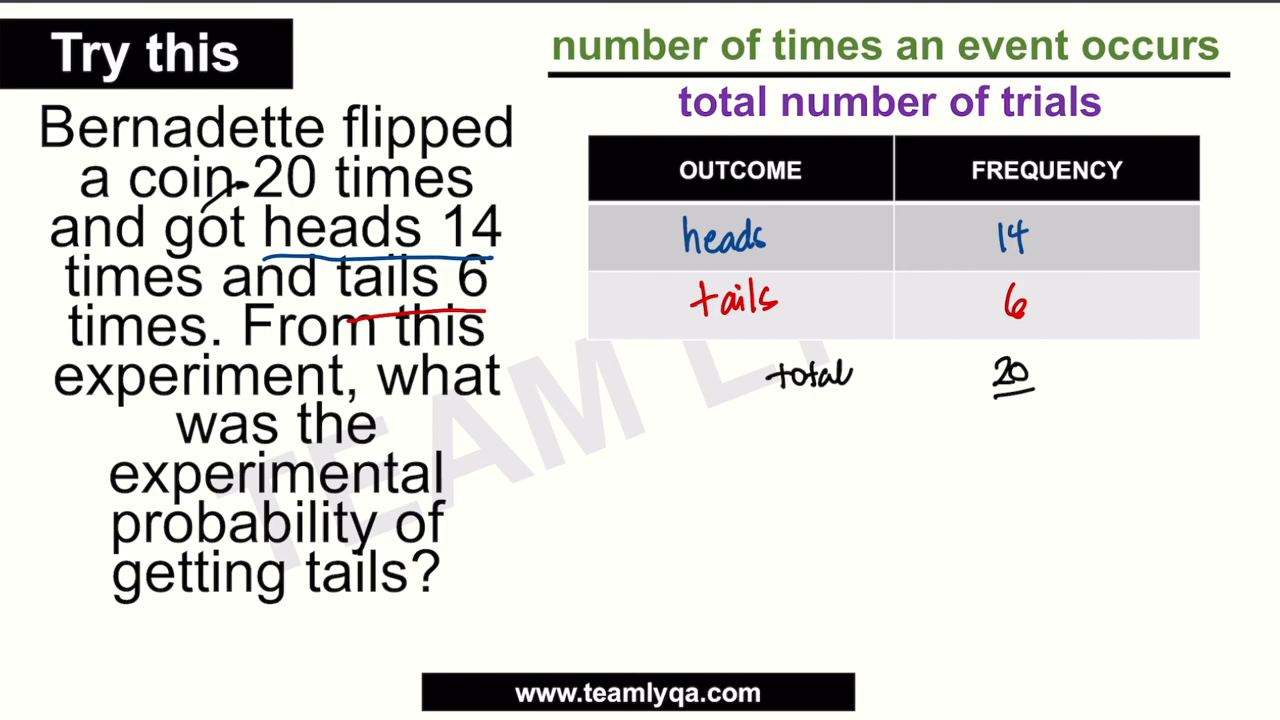 Try this
number of times an event occurs
total number of trials
Bernadette flipped
a coin 20 times
and got heads 14
times and tails 6
times. From this
experiment, what
was the
experimental
probability of
getting tails?
OUTCOME FREQUENCY
heads 14
tails 6
total 20
TEAM LY
www.teamlyqa.com